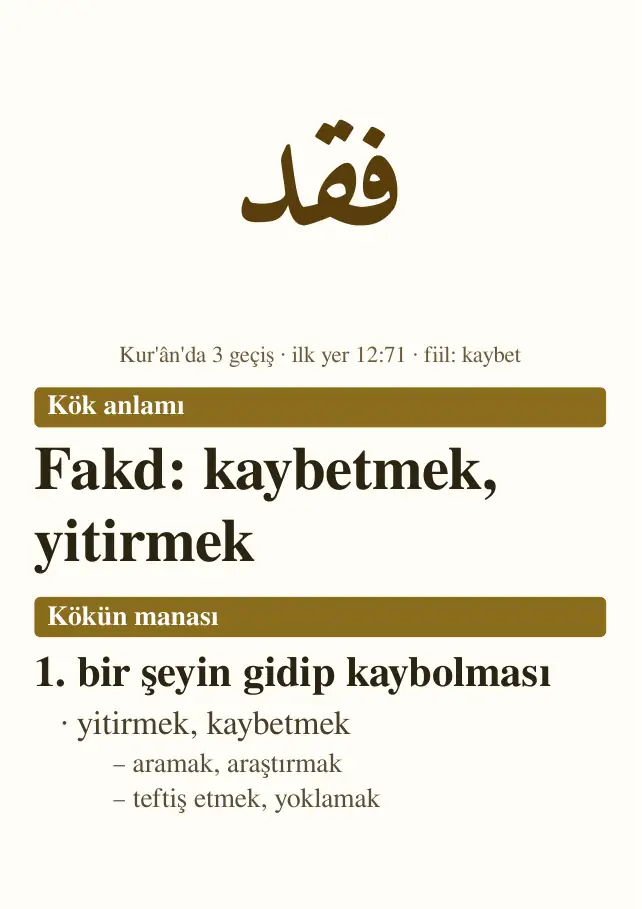 فقد
Kur'ân'da 3 geçiş · ilk yer 12:71 · fiil: kaybet
Kök anlamı
Fakd: kaybetmek,
yitirmek
Kökün manası
1. bir şeyin gidip kaybolması
· yitirmek, kaybetmek
– aramak, araştırmak
– teftiş etmek, yoklamak